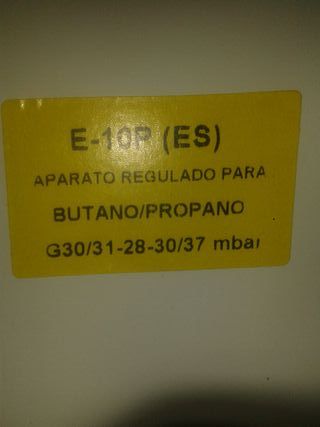 E-10P (ES)
APARATO REGULADO PARA
BUTANO/PROPANO
G30/31-28-30/37 mbar